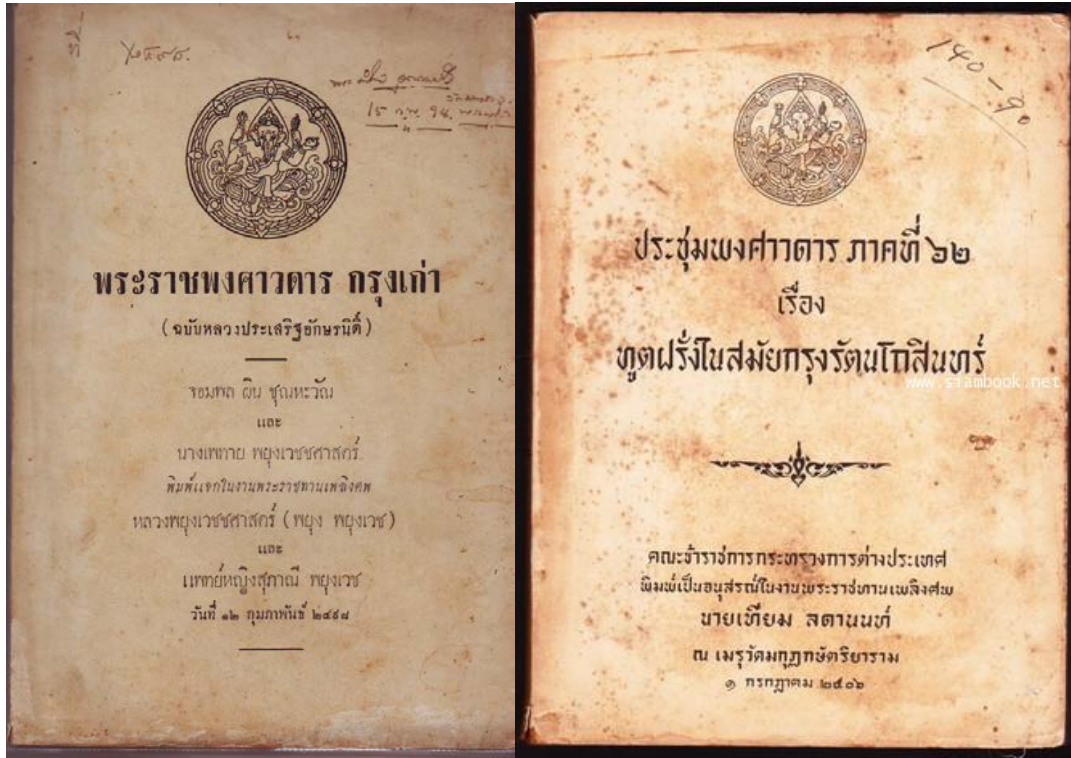 ๒๔๙๘.
๑๕ ก.พ. ๙๘.
พระราชพงศาวดาร กรุงเก่า
(ฉบับหลวงประเสริฐอักษรนิติ์)
จอมพล ผิน ชุณหะวัณ
และ
นางเพทาย พยุงเวชชศาสตร์
พิมพ์แจกในงานพระราชทานเพลิงศพ
หลวงพยุงเวชชศาสตร์ (พยุง พยุงเวช)
และ
แพทย์หญิงสุภาณี พยุงเวช
วันที่ ๑๒ กุมภาพันธ์ ๒๔๙๘
140-90
ประชุมพงศาวดาร ภาคที่ ๖๒
เรื่อง
ทูตฝรั่งในสมัยกรุงรัตนโกสินทร์
www.siambook.net
คณะข้าราชการกระทรวงการต่างประเทศ
พิมพ์เป็นอนุสรณ์ในงานพระราชทานเพลิงศพ
นายเทียม ลดานนท์
ณ เมรุวัดมกุฎกษัตริยาราม
๑ กรกฎาคม ๒๕๐๖